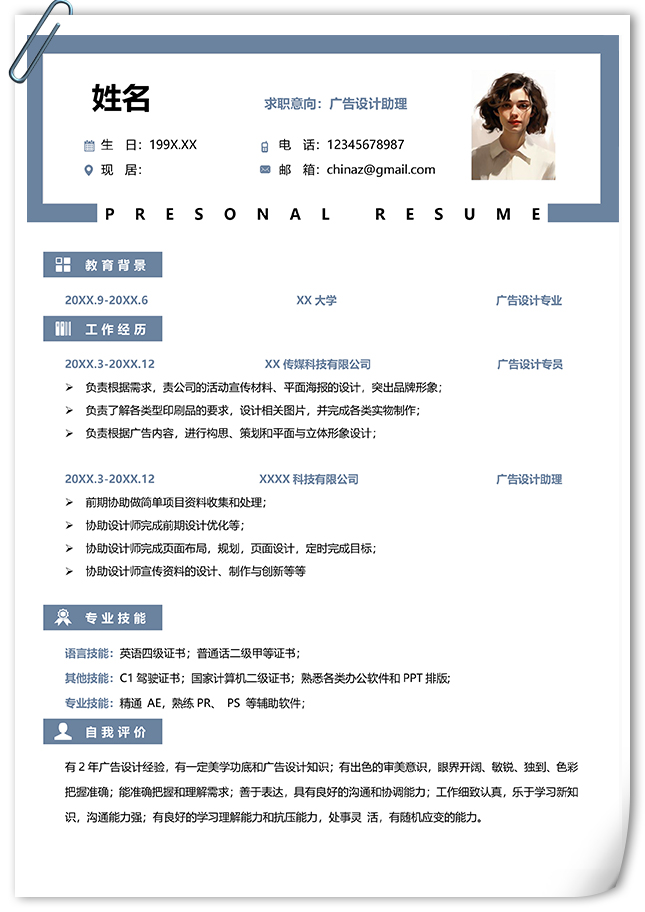 姓名
求职意向：广告设计助理
生 日：199X.XX
电 话：12345678987
现 居：
邮 箱：chinaz@gmail.com
PRESONAL RESUME
教育背景
20XX.9-20XX.6 XX 大学 广告设计专业
工作经历
20XX.3-20XX.12 XX 传媒科技有限公司 广告设计专员
➢ 负责根据需求，责公司的活动宣传材料、平面海报的设计，突出品牌形象；
➢ 负责了解各类型印刷品的要求，设计相关图片，并完成各类实物制作；
➢ 负责根据广告内容，进行构思、策划和平面与立体形象设计；
20XX.3-20XX.12 XXXX 科技有限公司 广告设计助理
➢ 前期协助做简单项目资料收集和处理；
➢ 协助设计师完成前期设计优化等；
➢ 协助设计师完成页面布局，规划，页面设计，定时完成目标；
➢ 协助设计师宣传资料的设计、制作与创新等等
专业技能
语言技能：英语四级证书；普通话二级甲等证书；
其他技能：C1 驾驶证书；国家计算机二级证书；熟悉各类办公软件和 PPT 排版;
专业技能：精通 AE，熟练 PR、 PS 等辅助软件；
自我评价
有 2 年广告设计经验，有一定美学功底和广告设计知识；有出色的审美意识，眼界开阔、敏锐、独到、色彩
把握准确；能准确把握和理解需求；善于表达，具有良好的沟通和协调能力；工作细致认真，乐于学习新知
识，沟通能力强；有良好的学习理解能力和抗压能力，处事灵 活，有随机应变的能力。